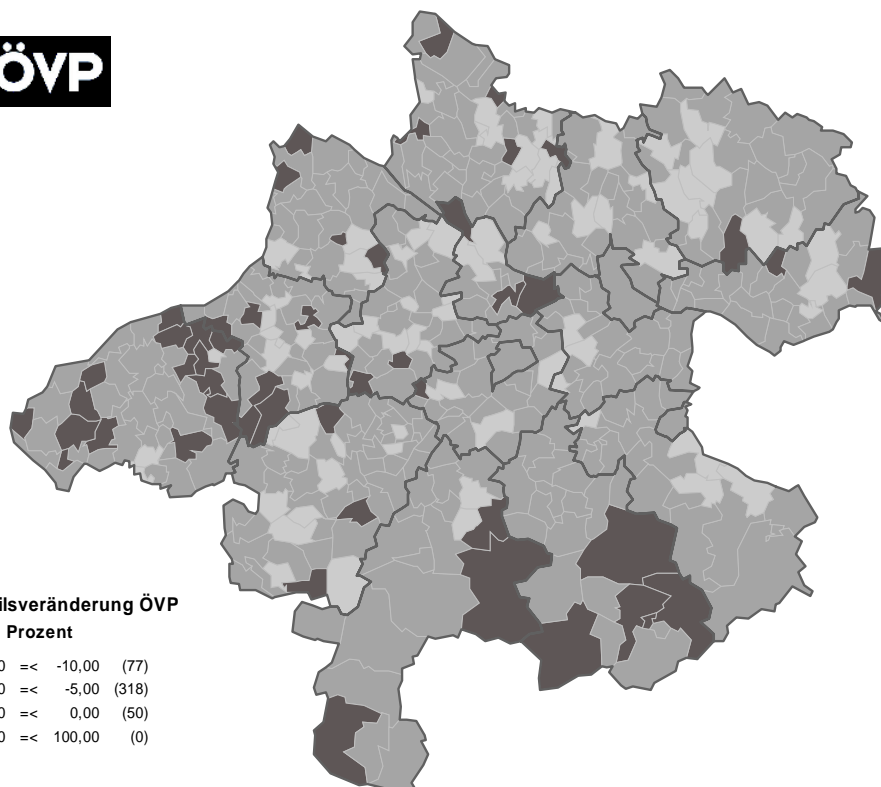 ÖVP
ilsveränderung ÖVP
Prozent
0 =< -10,00 (77)
0 =< -5,00 (318)
0 =< 0,00 (50)
0 =< 100,00 (0)